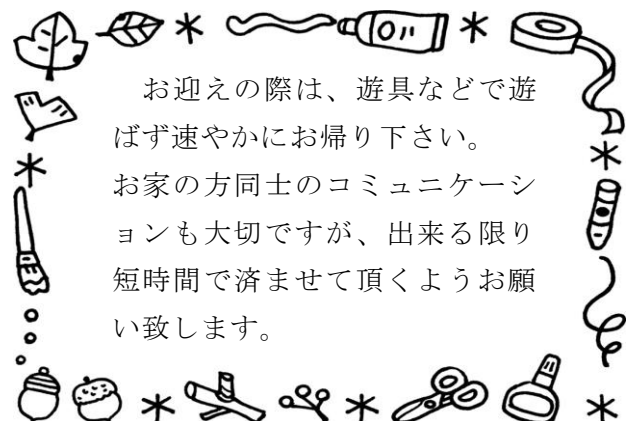 お迎えの際は、遊具などで遊
ばず速やかにお帰り下さい。
お家の方同士のコミュニケーシ
ョンも大切ですが、出来る限り
短時間で済ませて頂くようお願
い致します。